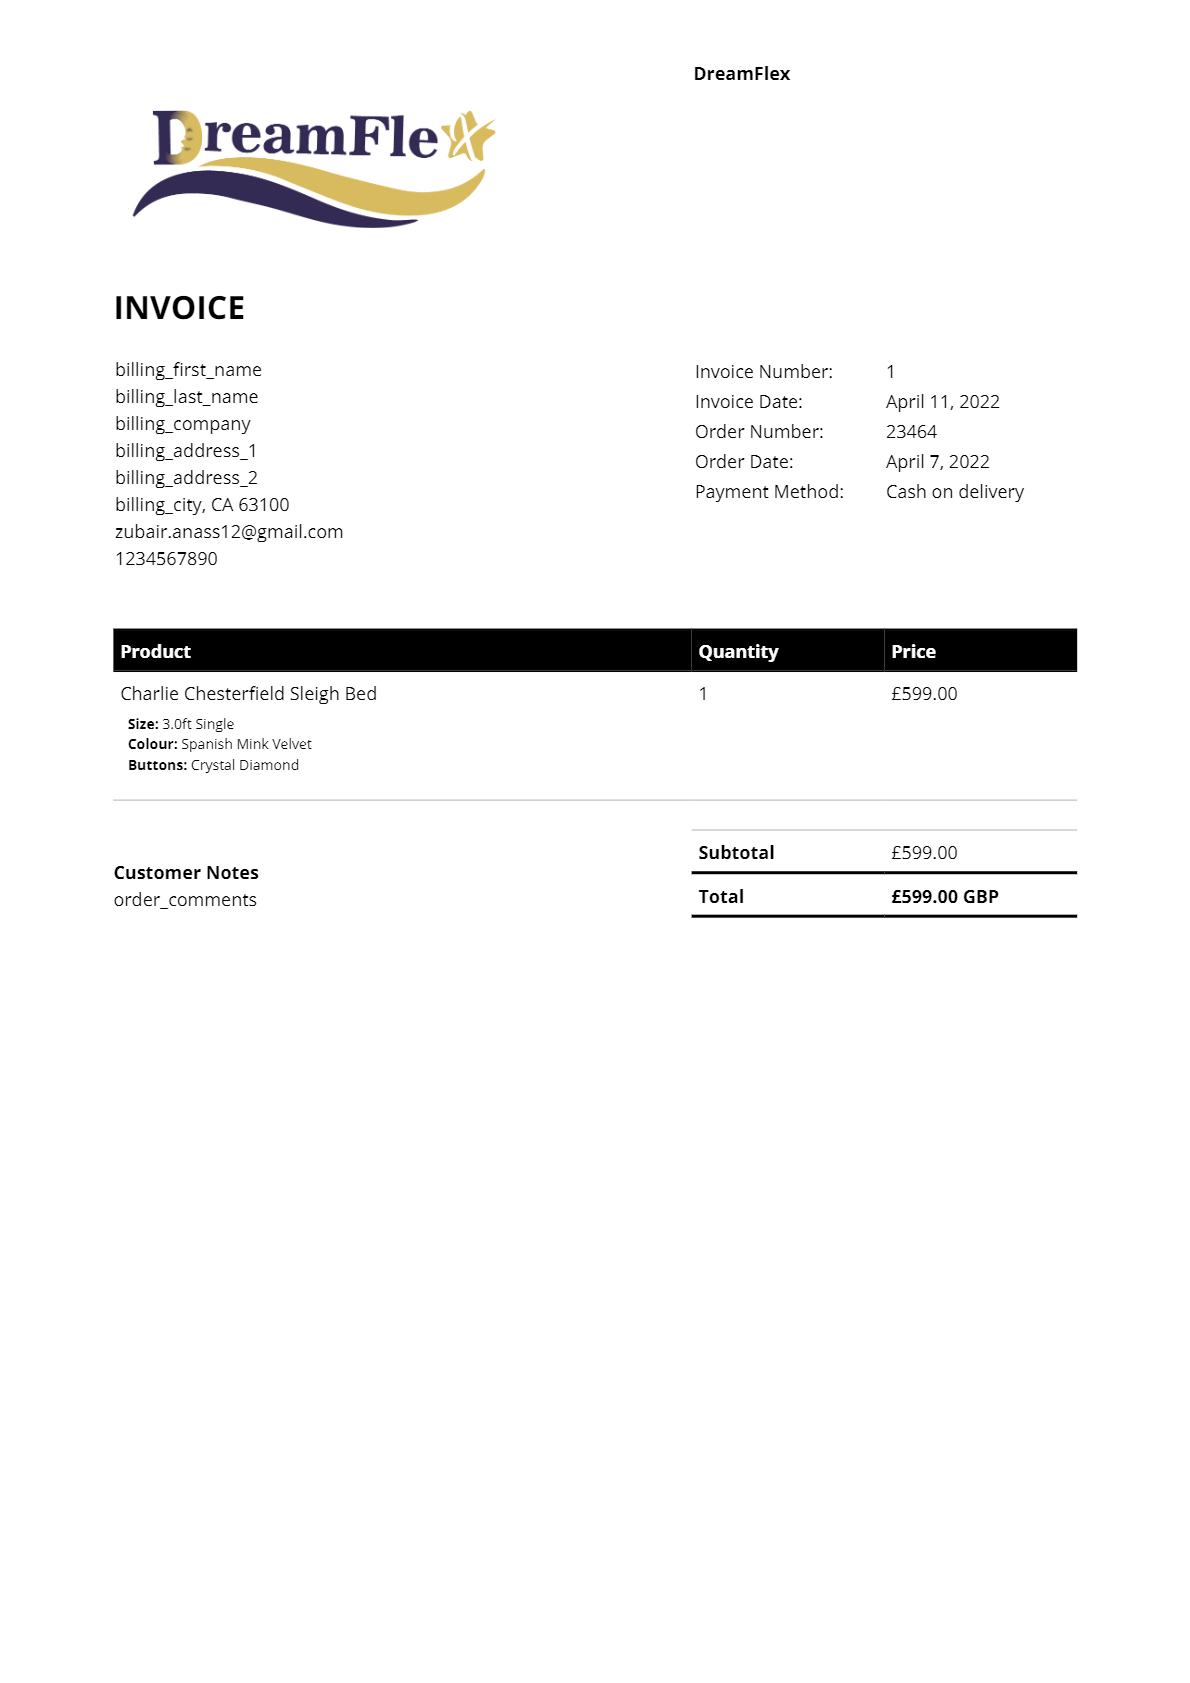 DreamFlex
DreamFlex
INVOICE
billing_first_name
billing_last_name
billing_company
billing_address_1
billing_address_2
billing_city, CA 63100
zubair.anass12@gmail.com
1234567890
Invoice Number: 1
Invoice Date: April 11, 2022
Order Number: 23464
Order Date: April 7, 2022
Payment Method: Cash on delivery
Product Quantity Price
Charlie Chesterfield Sleigh Bed 1 £599.00
Size: 3.0ft Single
Colour: Spanish Mink Velvet
Buttons: Crystal Diamond
Customer Notes
order_comments
Subtotal £599.00
Total £599.00 GBP